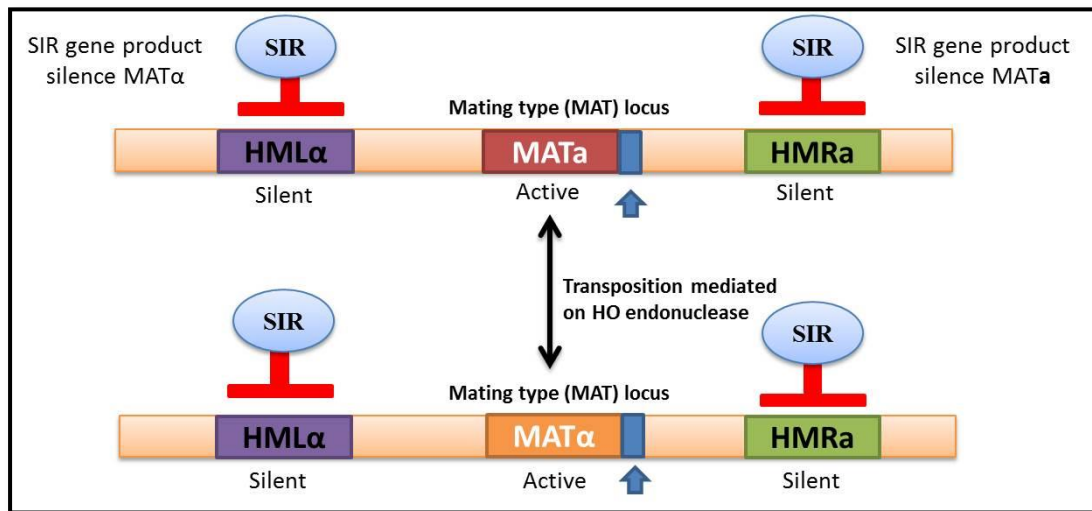 SIR gene product
silence MATα
SIR
SIR
SIR gene product
silence MATa
Mating type (MAT) locus
HMLα
MATa
HMRa
Silent
Active
Silent
Transposition mediated
on HO endonuclease
SIR
SIR
Mating type (MAT) locus
HMLα
MATα
HMRa
Silent
Active
Silent